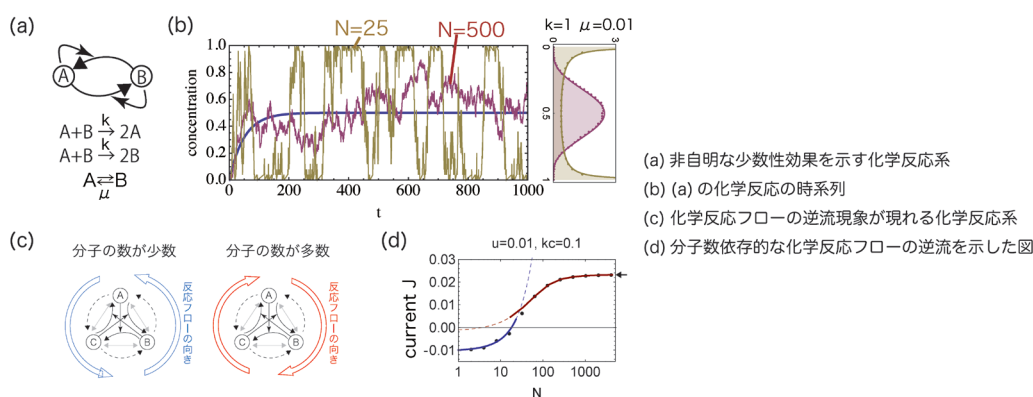 (a)
A
B
A+B k→ 2A
A+B k→ 2B
A⇄B
μ
(b)
N=25
N=500
concentration
1.0
0.8
0.6
0.4
0.2
0.0
0
200
400
600
800
1000
t
k=1 μ=0.01
0
3
0
0.5
1
(c)
分子の数が少数
A
C
B
反応フローの向き
分子の数が多数
A
C
B
反応フローの向き
(d)
u=0.01, kc=0.1
current J
0.03
0.02
0.01
0.00
-0.01
1
10
100
1000
N
(a) 非自明な少数性効果を示す化学反応系
(b) (a) の化学反応の時系列
(c) 化学反応フローの逆流現象が現れる化学反応系
(d) 分子数依存的な化学反応フローの逆流を示した図